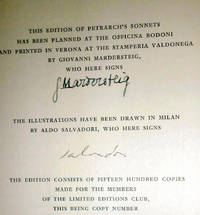 THIS EDITION OF PETRARCH'S SONNETS
HAS BEEN PLANNED AT THE OFFICINA BODONI
AND PRINTED IN VERONA AT THE STAMPERIA VALDONEGA
BY GIOVANNI MARDERSTEIG,
WHO HERE SIGNS
G Mardersteig
THE ILLUSTRATIONS HAVE BEEN DRAWN IN MILAN
BY ALDO SALVADORI, WHO HERE SIGNS
Salvadori
THE EDITION CONSISTS OF FIFTEEN HUNDRED COPIES
MADE FOR THE MEMBERS
OF THE LIMITED EDITIONS CLUB,
THIS BEING COPY NUMBER